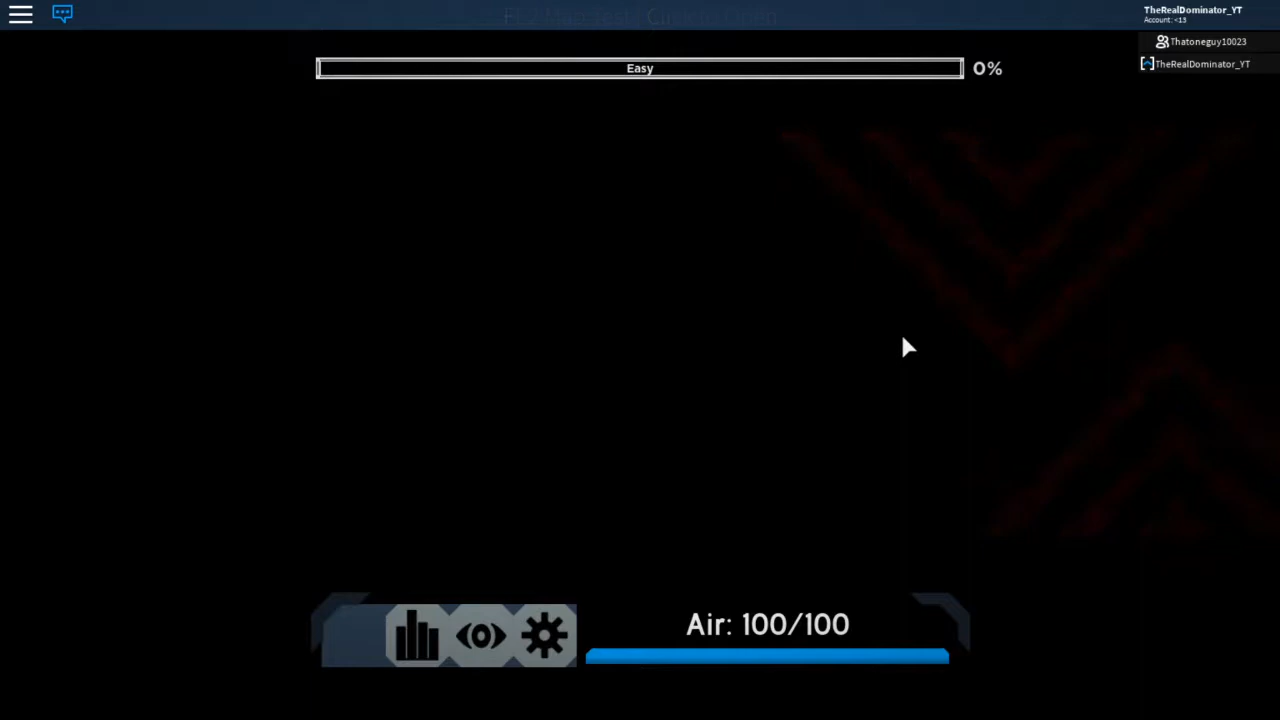 TheRealDominator_YT
Account: <13
Thatoneguy10023
TheRealDominator_YT
Easy
0%
Air: 100/100